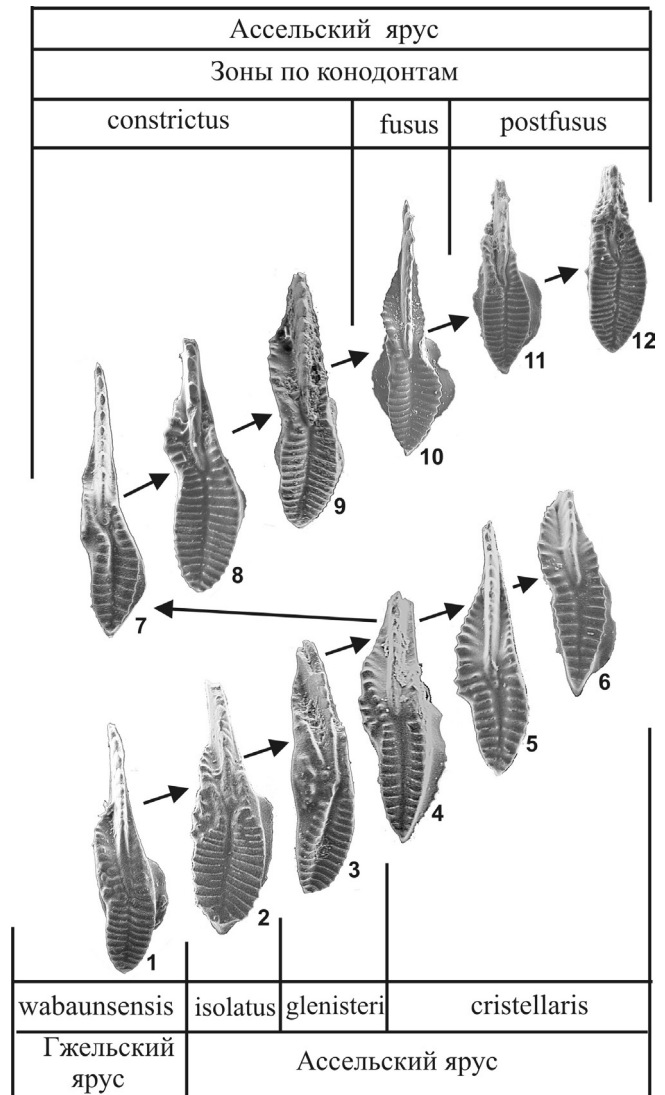 Ассельский ярус
Зоны по конодонтам
constrictus fusus postfusus
12
11
10
9
8
7
6
5
4
3
2
1
wabaunsensis isolatus glenisteri cristellaris
Гжельский
ярус
Ассельский ярус